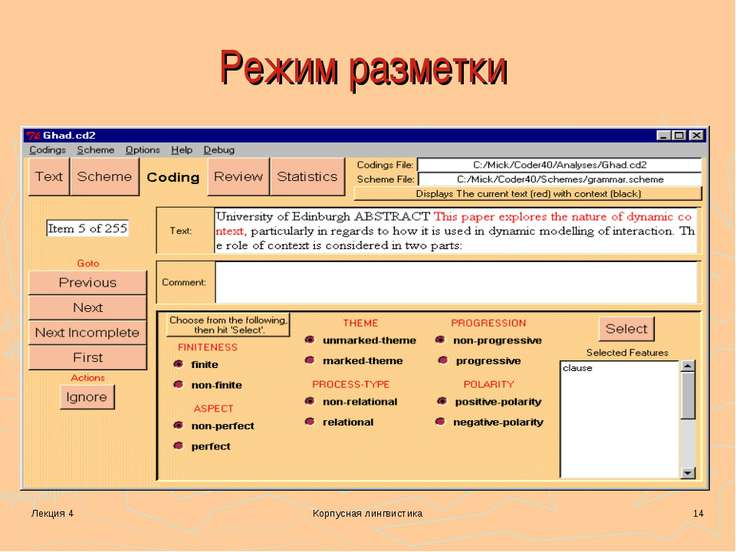 Режим разметки
Ghad.cd2
Codings Scheme Options Help Debug
Text Scheme Coding Review Statistics
Codings File: C:/Mick/Coder40/Analyses/Ghad.cd2
Scheme File: C:/Mick/Coder40/Schemes/grammar.scheme
Displays The current text (red) with context (black)
Item 5 of 255
Goto
Previous
Next
Next Incomplete
First
Actions
Ignore
Text:
University of Edinburgh ABSTRACT This paper explores the nature of dynamic co
ntext, particularly in regards to how it is used in dynamic modelling of interaction. Th
e role of context is considered in two parts:
Comment:
Choose from the following,
then hit 'Select'.
FINITENESS
finite
non-finite
ASPECT
non-perfect
perfect
THEME
unmarked-theme
marked-theme
PROCESS-TYPE
non-relational
relational
PROGRESSION
non-progressive
progressive
POLARITY
positive-polarity
negative-polarity
Select
Selected Features
clause
Лекция 4
Корпусная лингвистика
14